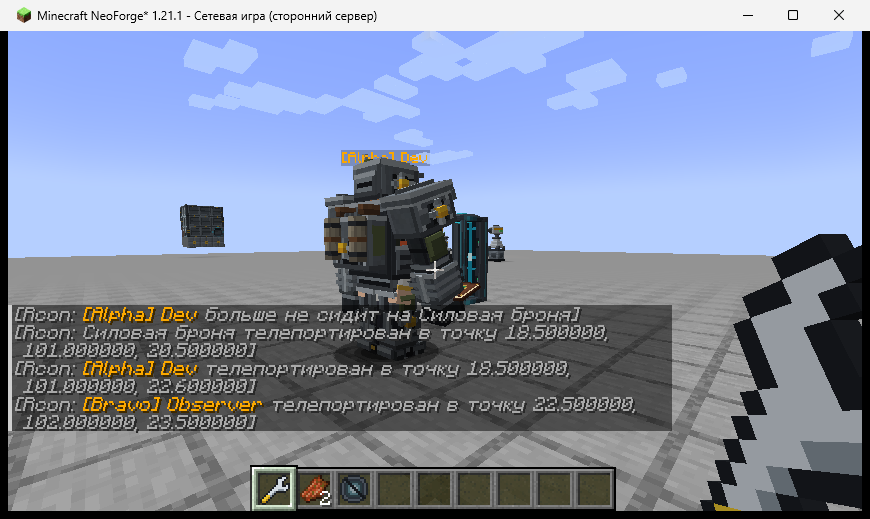 Minecraft NeoForge* 1.21.1 - Сетевая игра (сторонний сервер)
[Alpha] Dev
[Rcon: [Alpha] Dev больше не сидит на Силовая броня]
[Rcon: Силовая броня телепортирован в точку 18.500000,
101.000000, 20.500000]
[Rcon: [Alpha] Dev телепортирован в точку 18.500000,
101.000000, 22.600000]
[Rcon: [Bravo] Observer телепортирован в точку 22.500000,
102.000000, 23.500000]
2